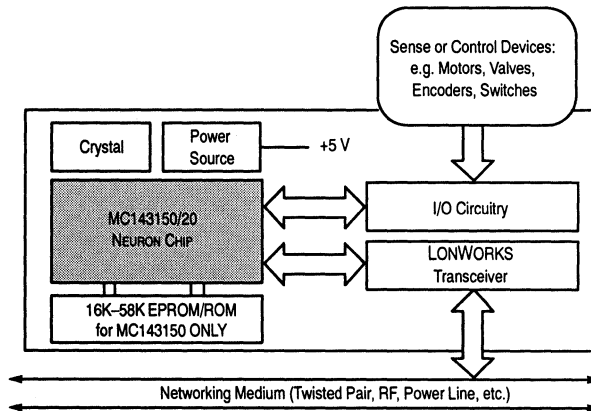 Sense or Control Devices:
e.g. Motors, Valves,
Encoders, Switches
Crystal
Power
Source
+5 V
MC143150/20
NEURON CHIP
I/O Circuitry
LONWORKS
Transceiver
16K–58K EPROM/ROM
for MC143150 ONLY
Networking Medium (Twisted Pair, RF, Power Line, etc.)